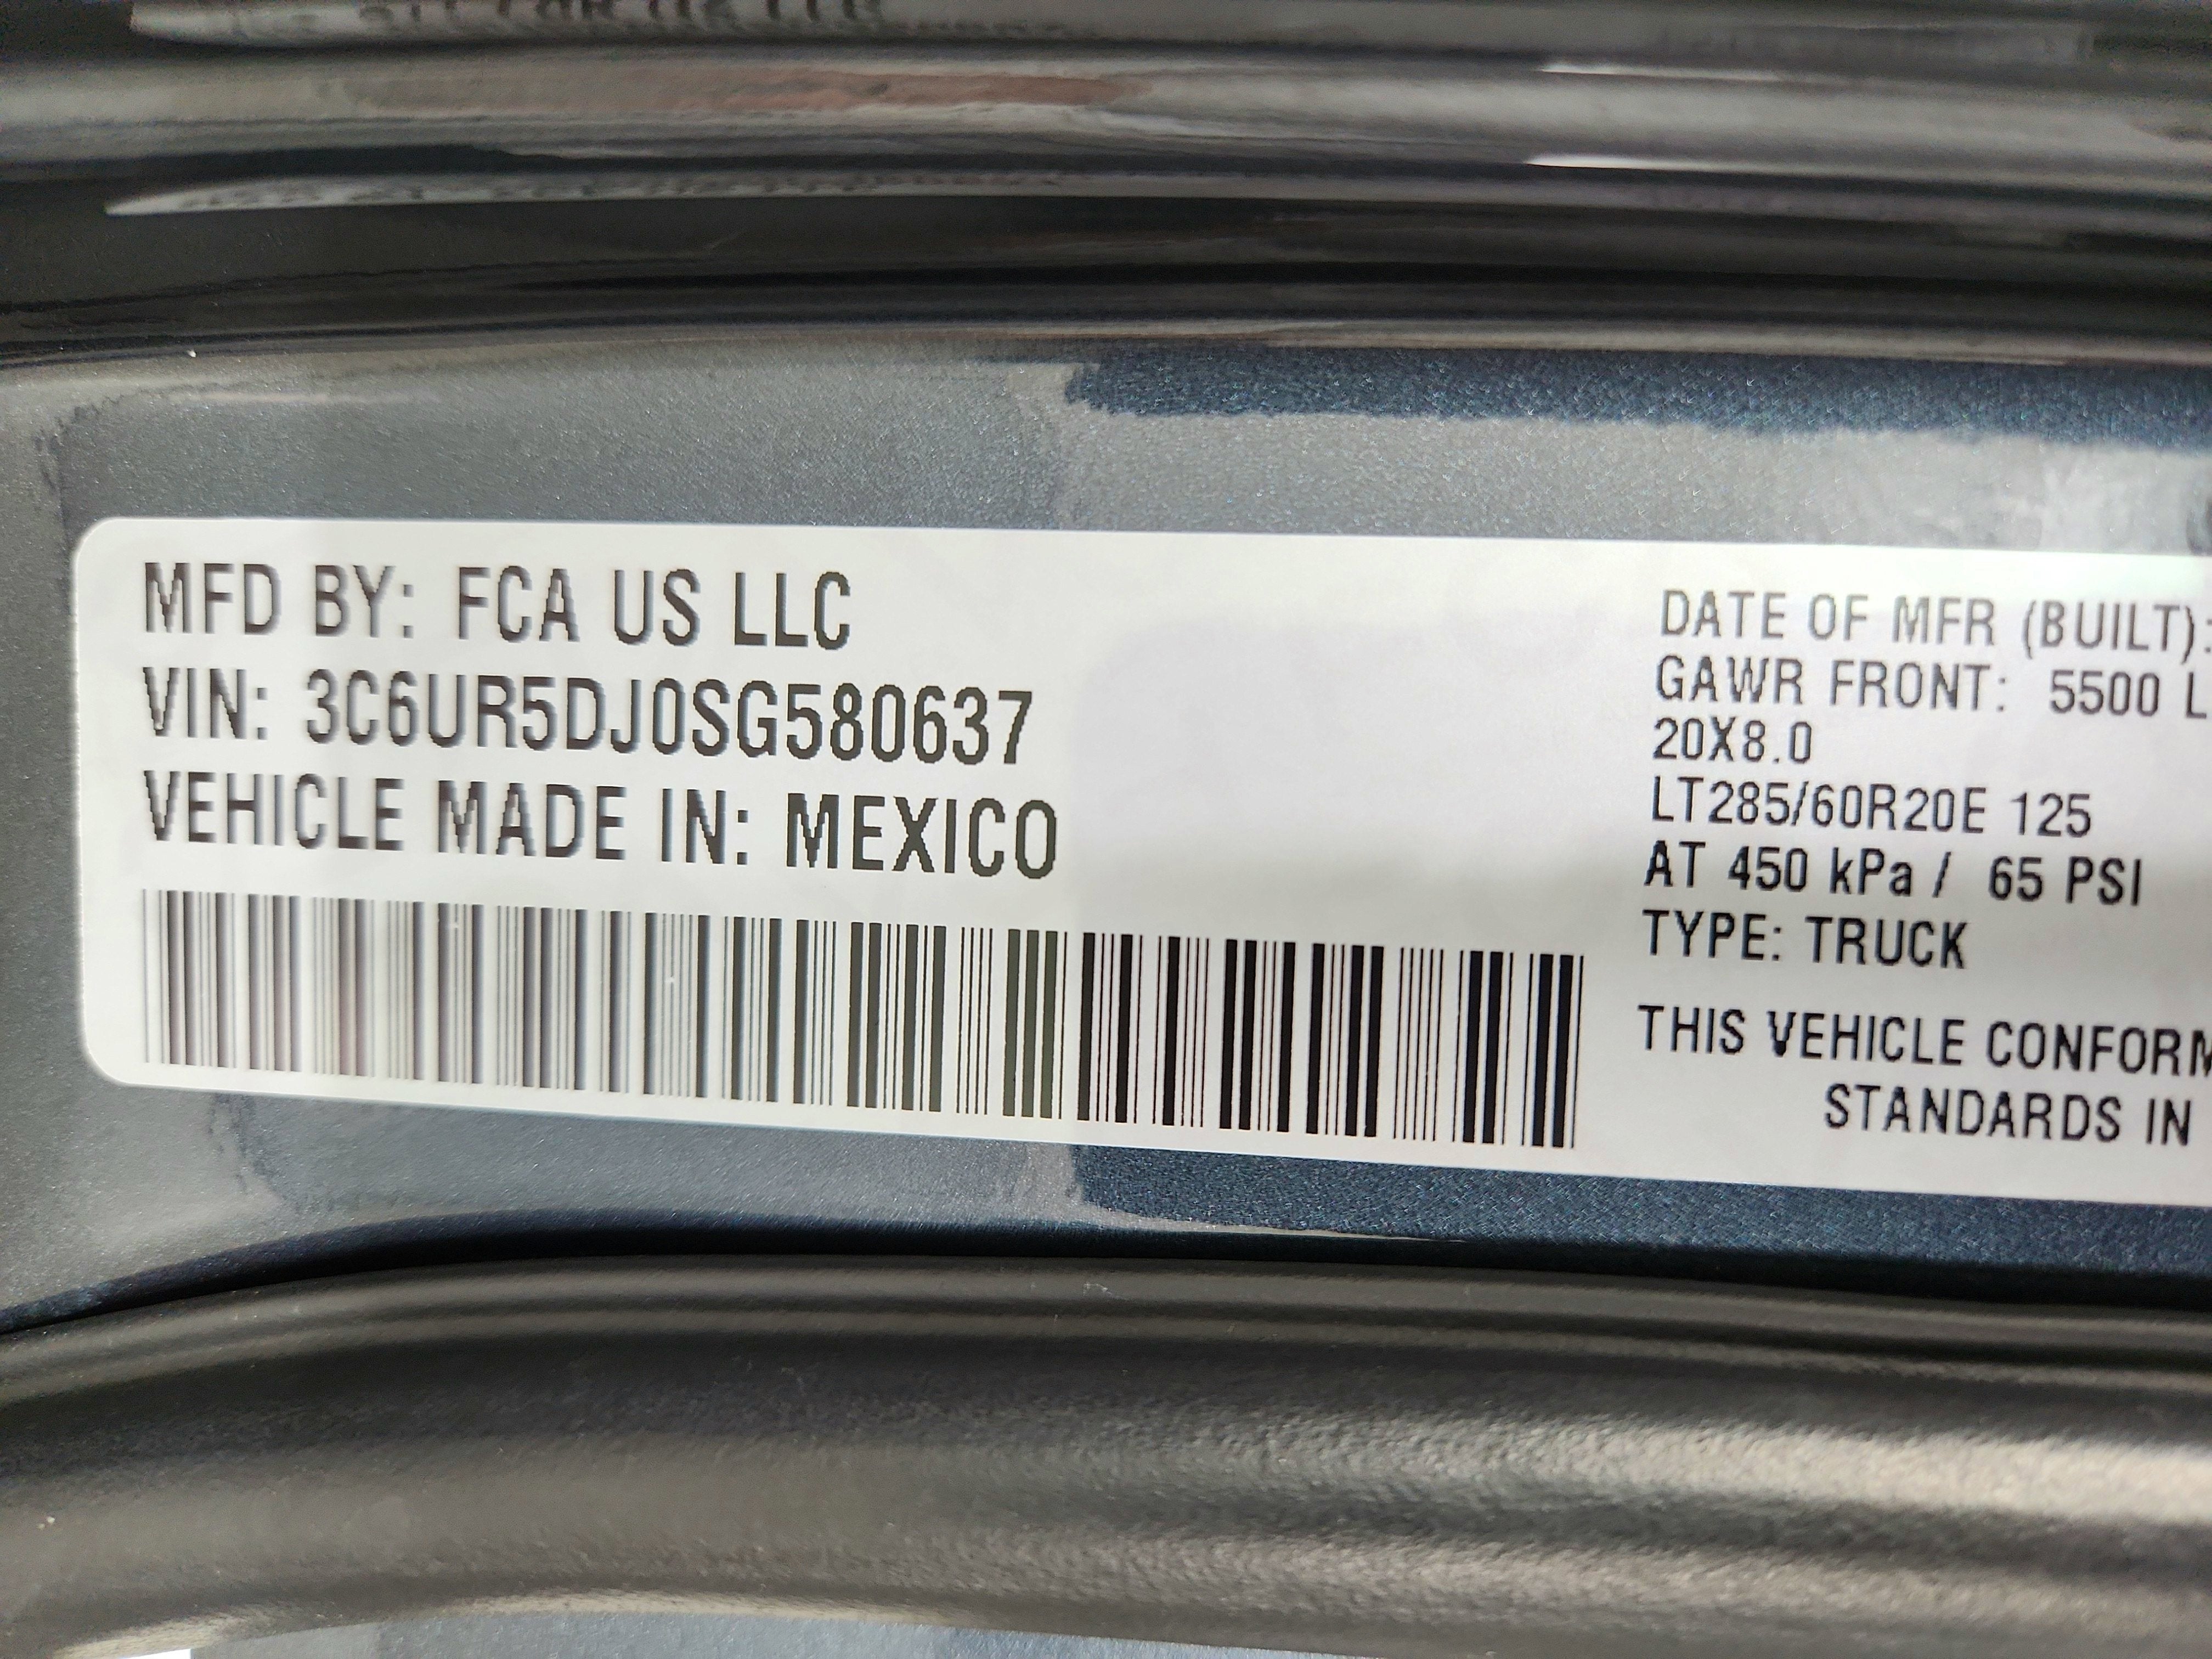 MFD BY: FCA US LLC
VIN: 3C6UR5DJ0SG580637
VEHICLE MADE IN: MEXICO
DATE OF MFR (BUILT):
GAWR FRONT: 5500 L
20X8.0
LT285/60R20E 125
AT 450 kPa / 65 PSI
TYPE: TRUCK
THIS VEHICLE CONFORM
STANDARDS IN